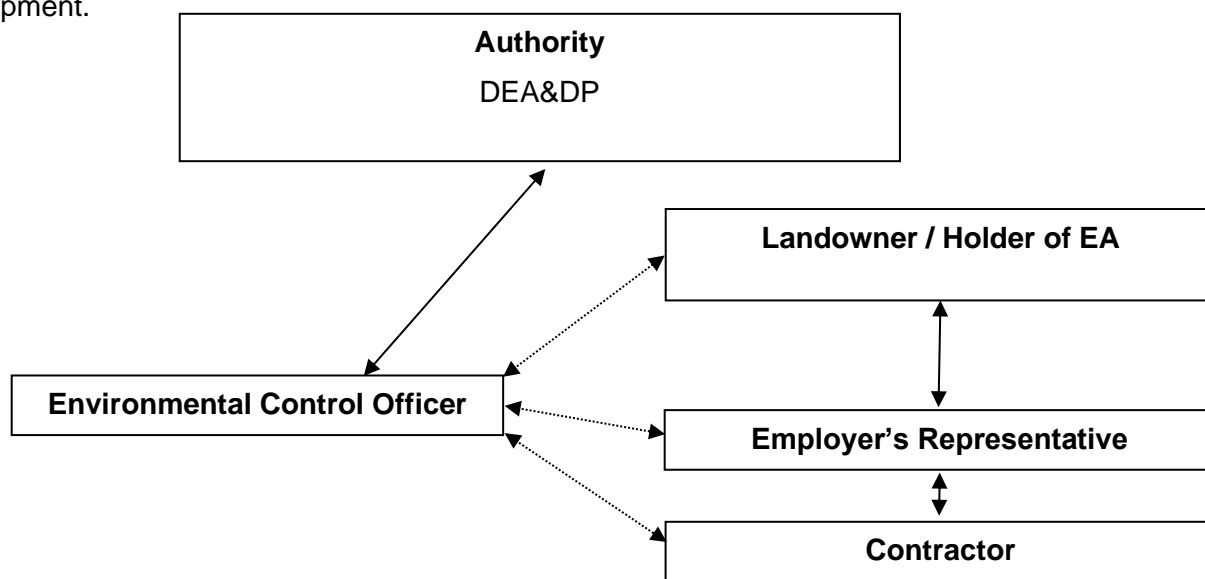 pment.
Authority
DEA&DP
Landowner / Holder of EA
Environmental Control Officer
Employer's Representative
Contractor